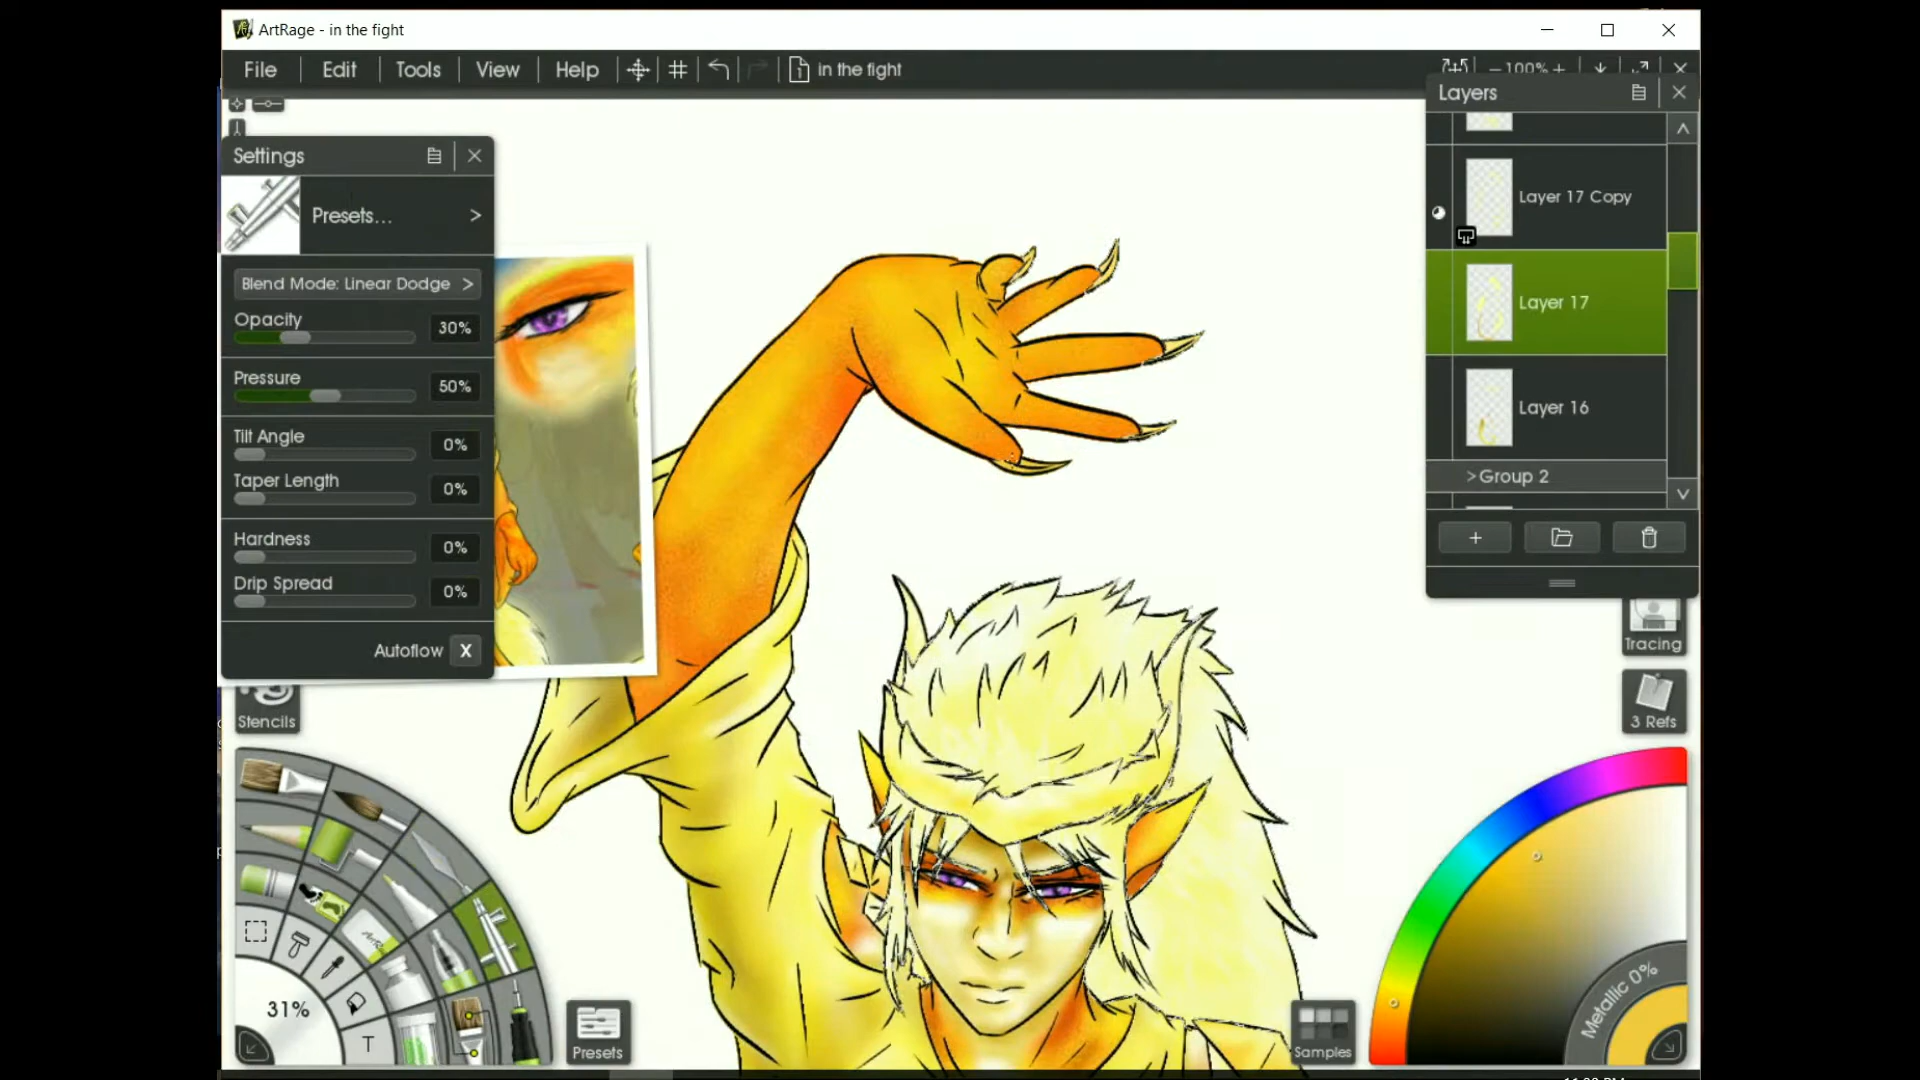 ArtRage - in the fight
File Edit Tools View Help in the fight
100%
Layers
Settings
Presets...
Layer 17 Copy
Blend Mode: Linear Dodge >
Opacity 30%
Layer 17
Pressure 50%
Layer 16
Tilt Angle 0%
>Group 2
Taper Length 0%
Hardness 0%
Drip Spread 0%
Autoflow X
Tracing
Stencils
3 Refs
Metallic 0%
31%
T
Presets
Samples